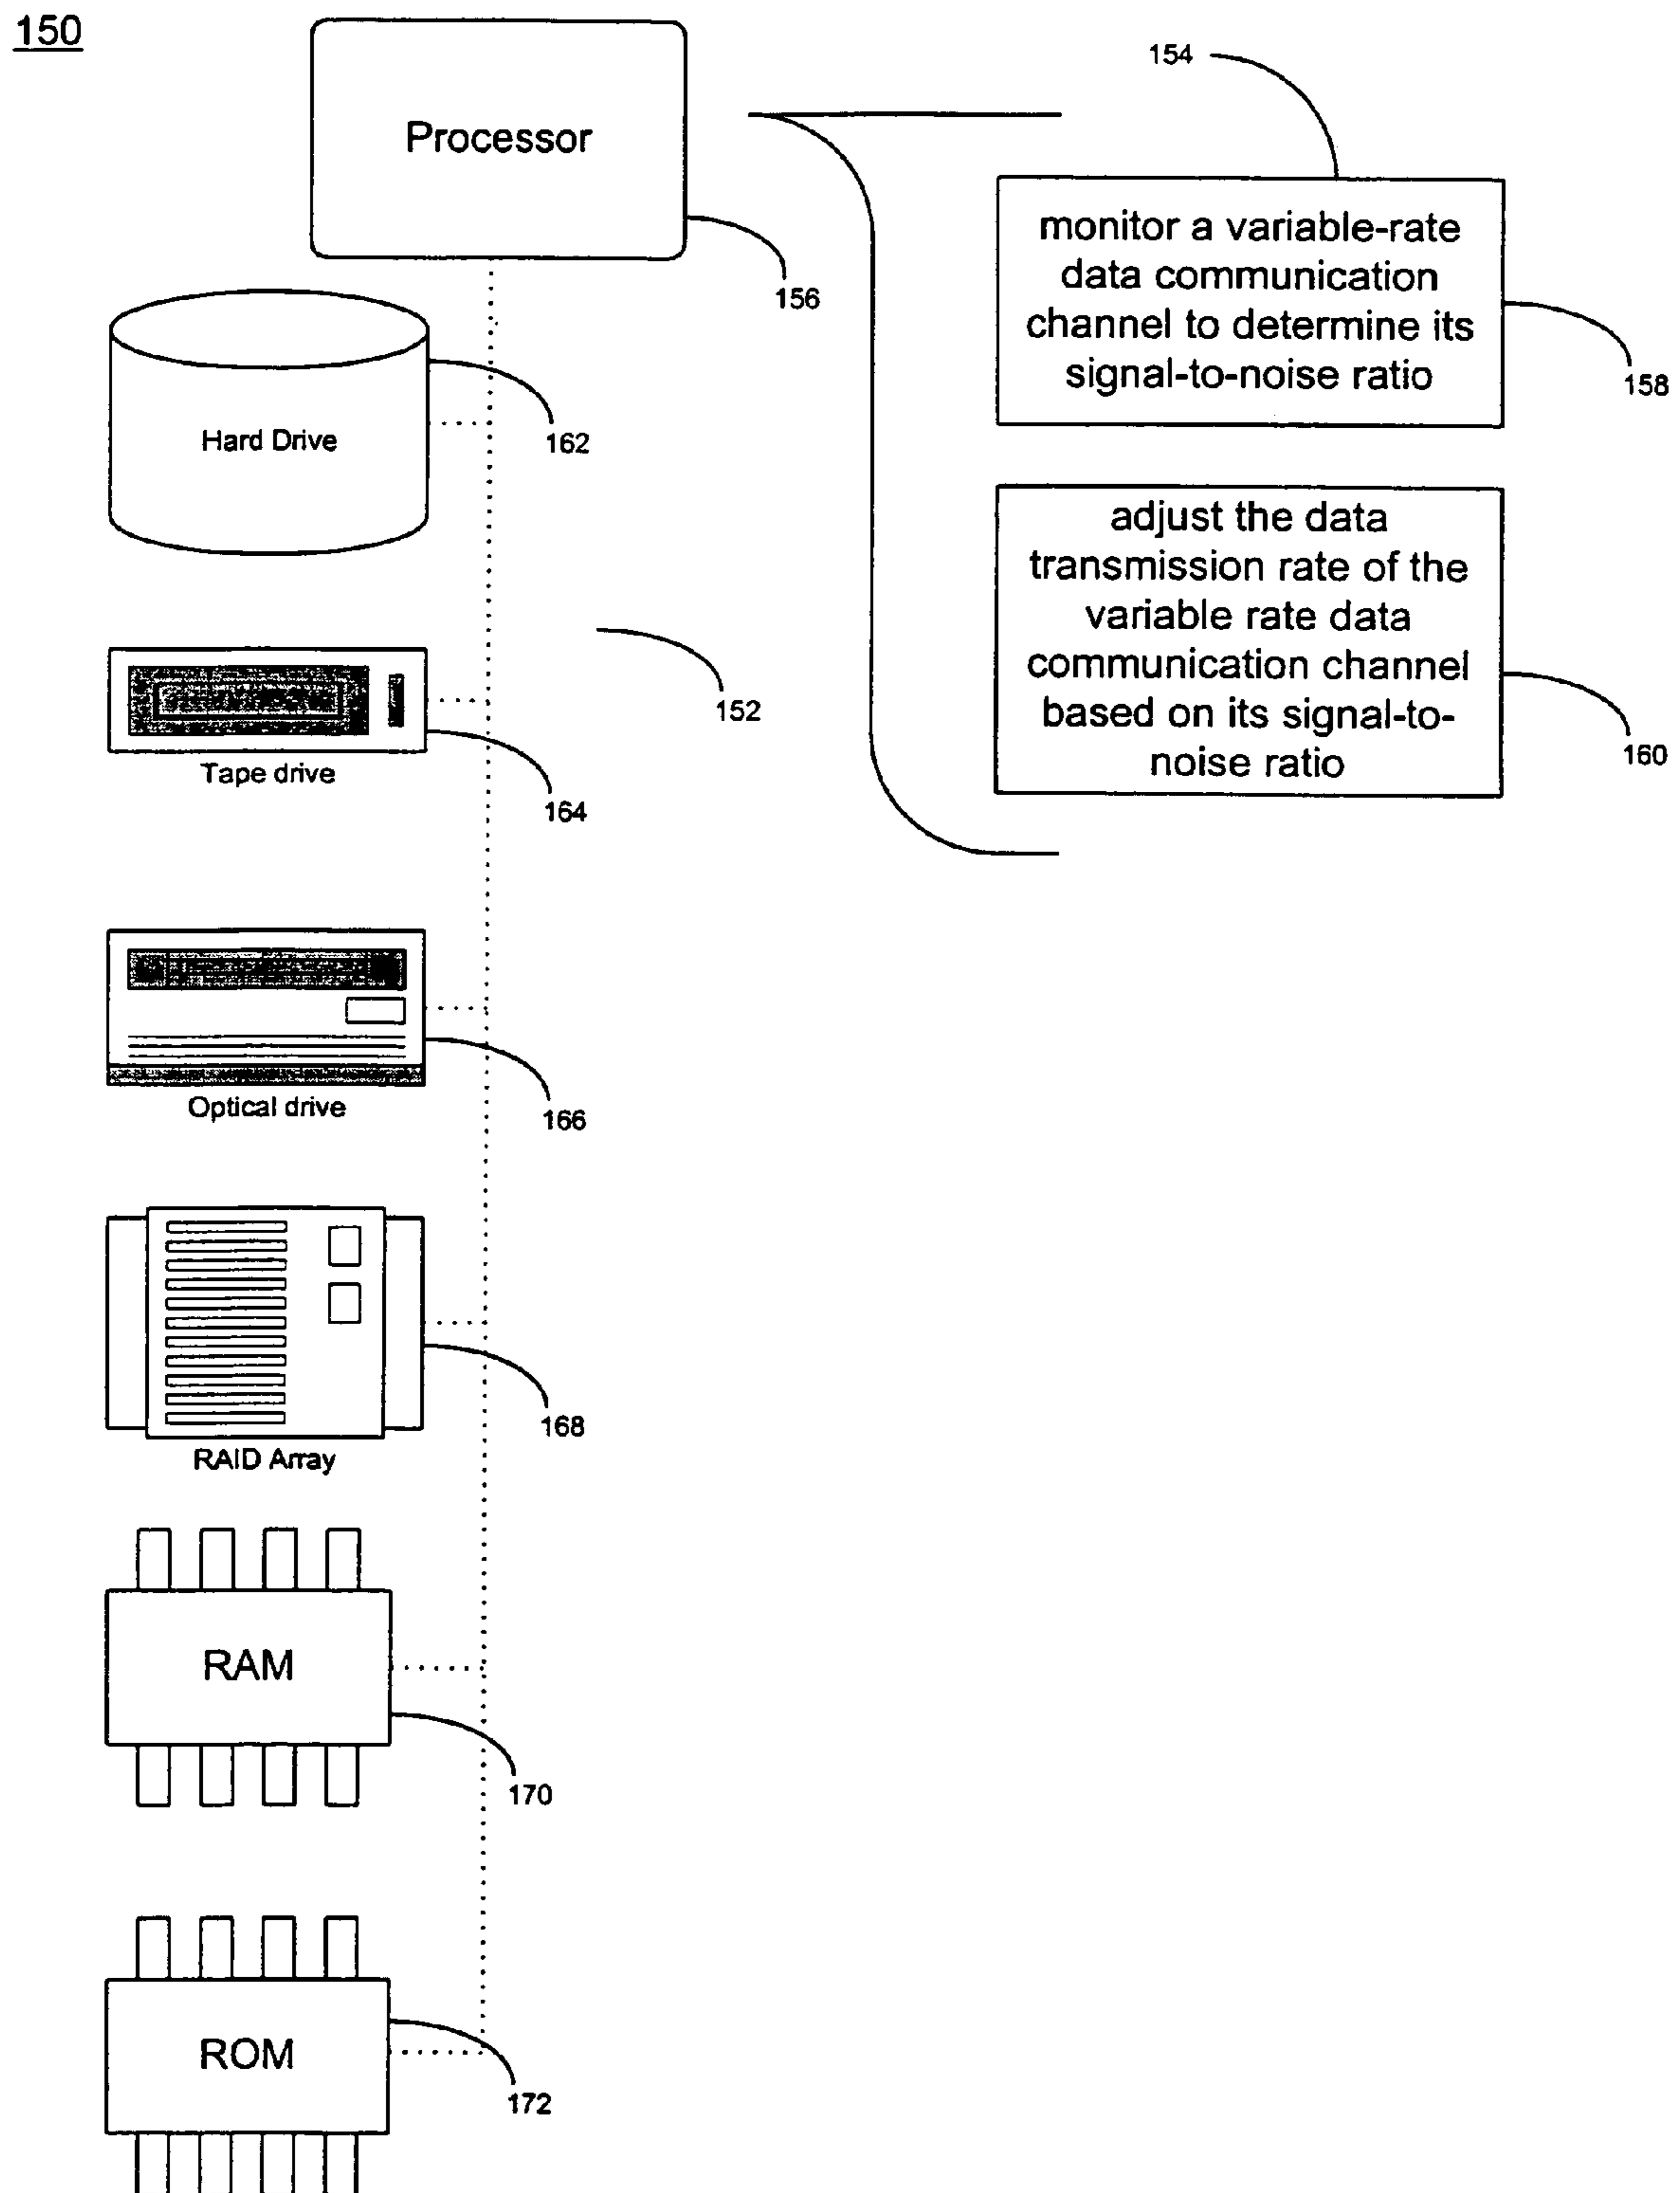 150
Processor
154
156
monitor a variable-rate
data communication
channel to determine its
signal-to-noise ratio
158
Hard Drive
162
adjust the data
transmission rate of the
variable rate data
communication channel
based on its signal-to-
noise ratio
160
152
Tape drive
164
Optical drive
166
168
RAID Array
RAM
170
ROM
172